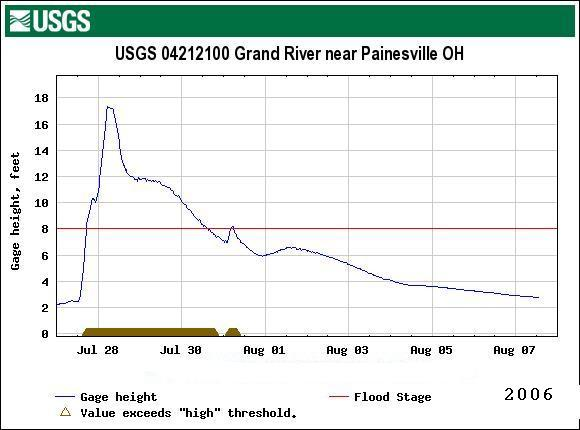 USGS
USGS 04212100 Grand River near Painesville OH
Gage height, feet
18
16
14
12
10
8
6
4
2
0
Jul 28 Jul 30 Aug 01 Aug 03 Aug 05 Aug 07
Gage height Flood Stage
Value exceeds "high" threshold.
2006